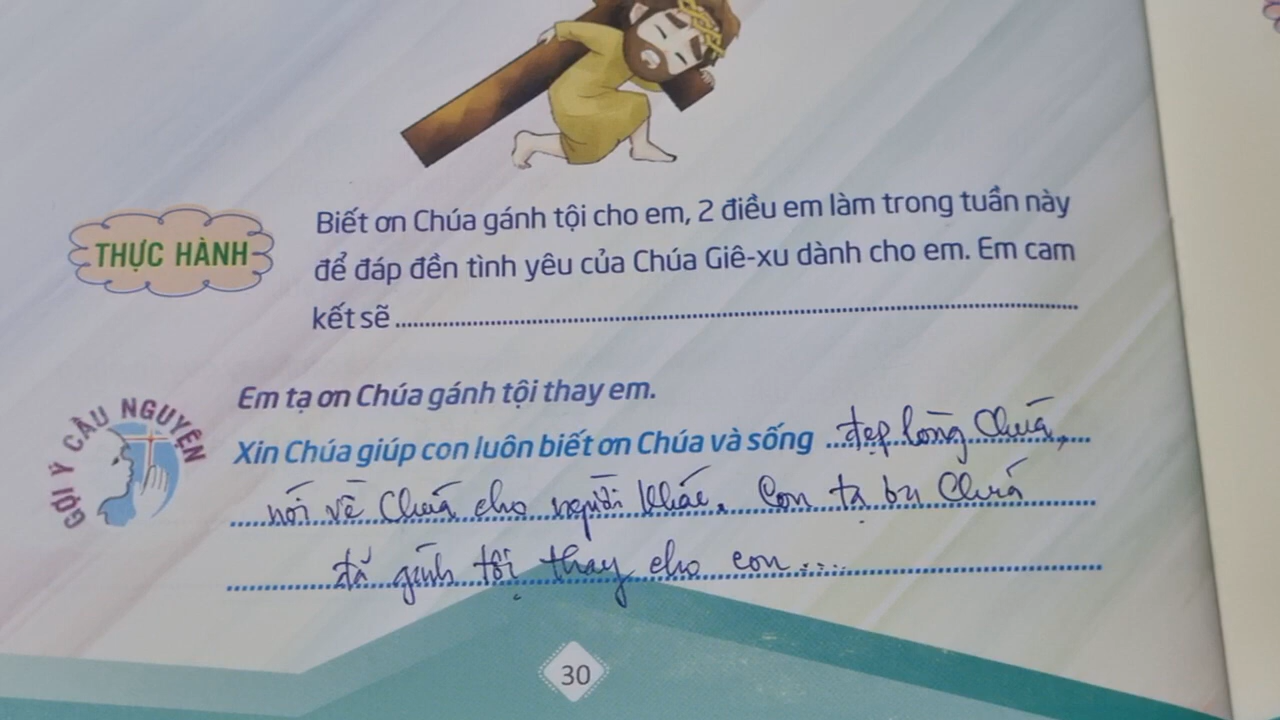 THỰC HÀNH
Biết ơn Chúa gánh tội cho em, 2 điều em làm trong tuần này
để đáp đền tình yêu của Chúa Giê-xu dành cho em. Em cam
kết sẽ
GỢI Ý CẦU NGUYỆN
Em tạ ơn Chúa gánh tội thay em.
Xin Chúa giúp con luôn biết ơn Chúa và sống đẹp lòng Chúa,
nói về Chúa cho người khác. Con tạ ơn Chúa
đã gánh tội thay cho con....
30